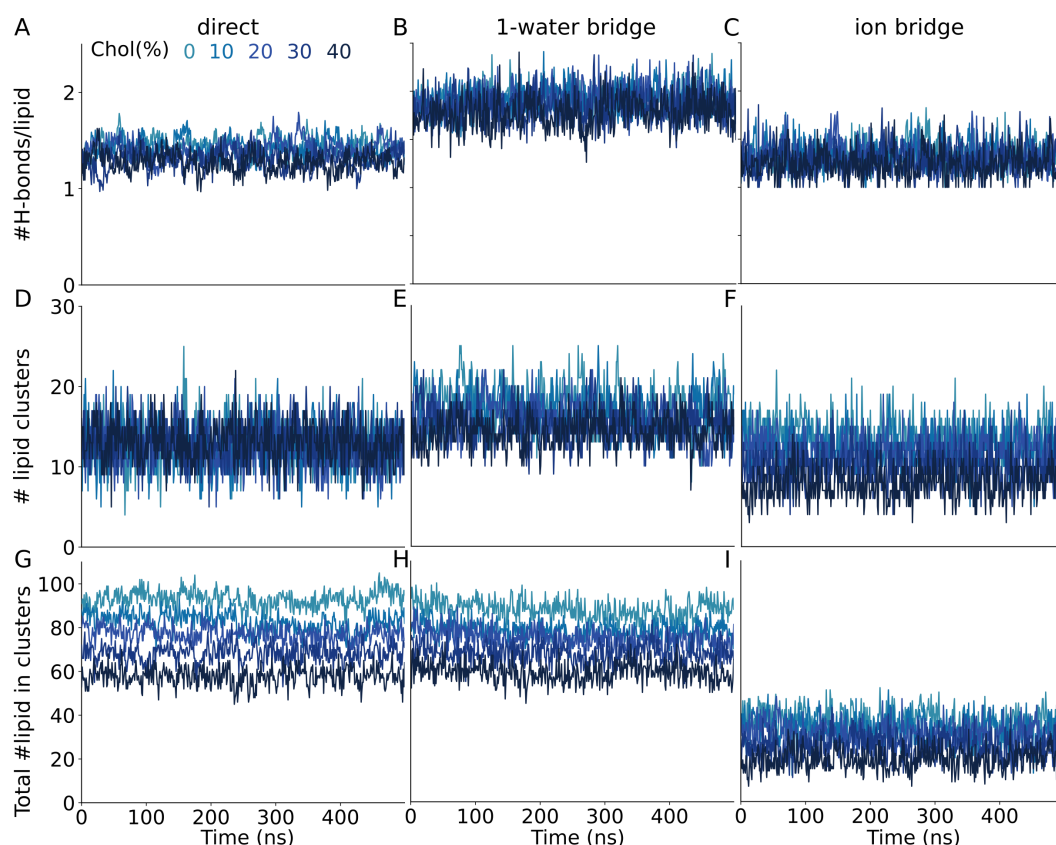 A direct B 1-water bridge C ion bridge
Chol(%) 0 10 20 30 40
#H-bonds/lipid
2
1
0
D E F
# lipid clusters
30
20
10
0
G H I
Total #lipid in clusters
100
80
60
40
20
0
0 100 200 300 400 0 100 200 300 400 0 100 200 300 400
Time (ns) Time (ns) Time (ns)